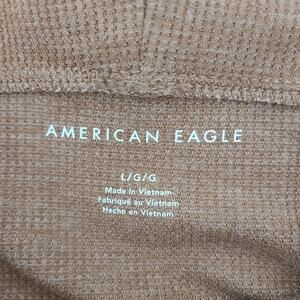 AMERICAN EAGLE
L/G/G
Made in Vietnam
Fabriqué au Vietnam
Hecho en Vietnam